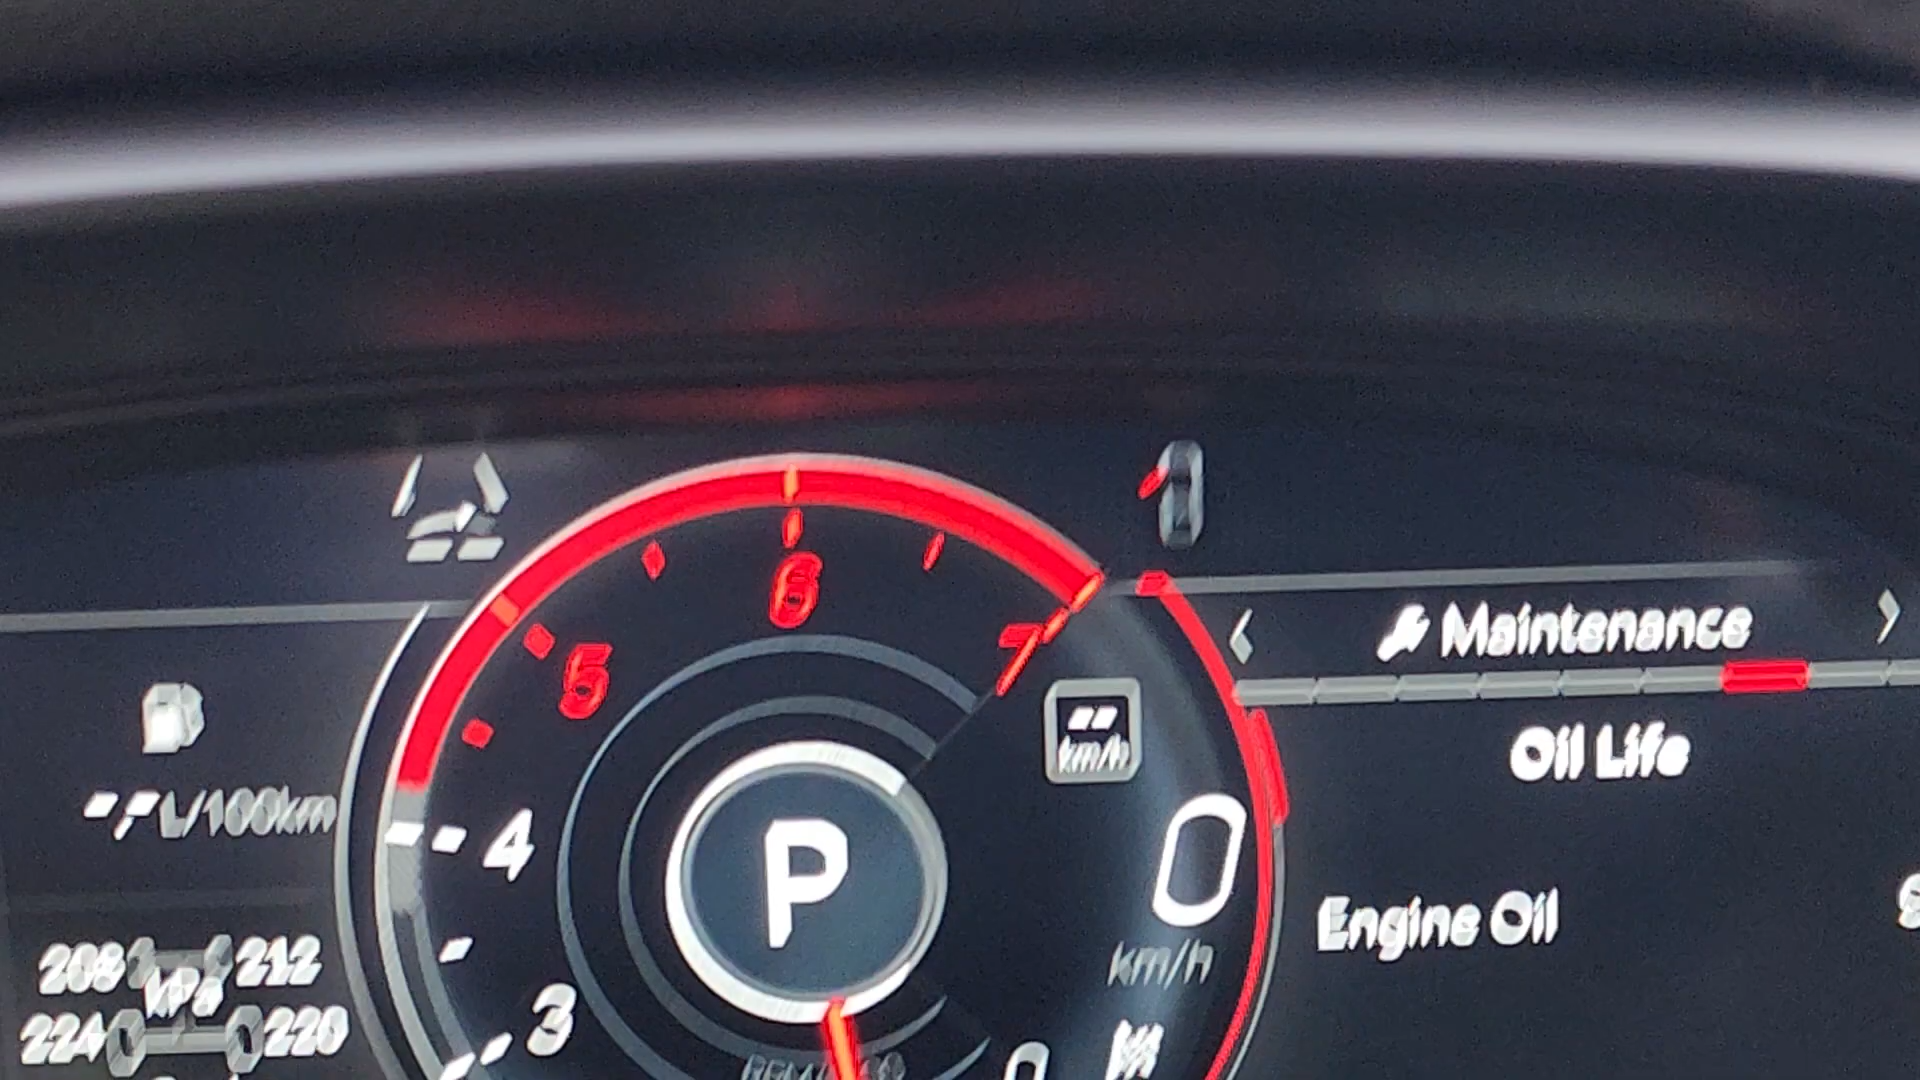 6
7
5
Maintenance
km/h
Oil Life
L/100km
4
P
0
Engine Oil
km/h
208 212
kPa
224 220
3
0